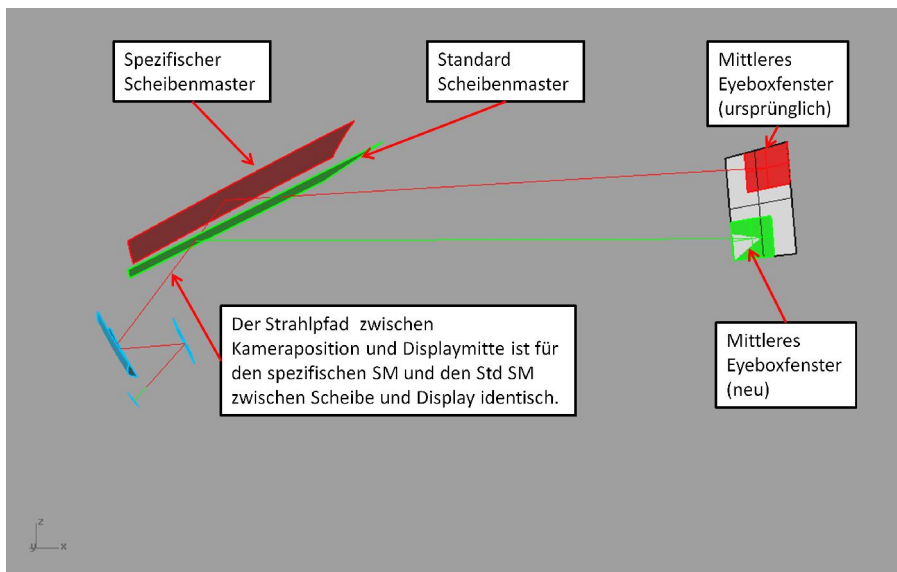 Spezifischer
Scheibenmaster
Standard
Scheibenmaster
Mittleres
Eyeboxfenster
(ursprünglich)
Der Strahlpfad zwischen
Kameraposition und Displaymitte ist für
den spezifischen SM und den Std SM
zwischen Scheibe und Display identisch.
Mittleres
Eyeboxfenster
(neu)
z
y x